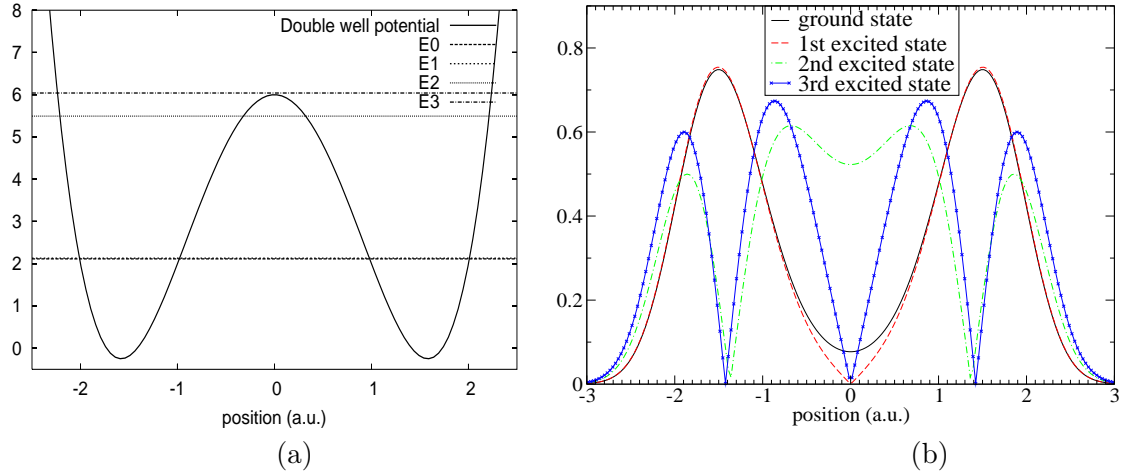 8
7
6
5
4
3
2
1
0
-2
-1
0
1
2
position (a.u.)
Double well potential
E0
E1
E2
E3
(a)
0.8
0.6
0.4
0.2
0
-3
-2
-1
0
1
2
3
position (a.u.)
ground state
1st excited state
2nd excited state
3rd excited state
(b)